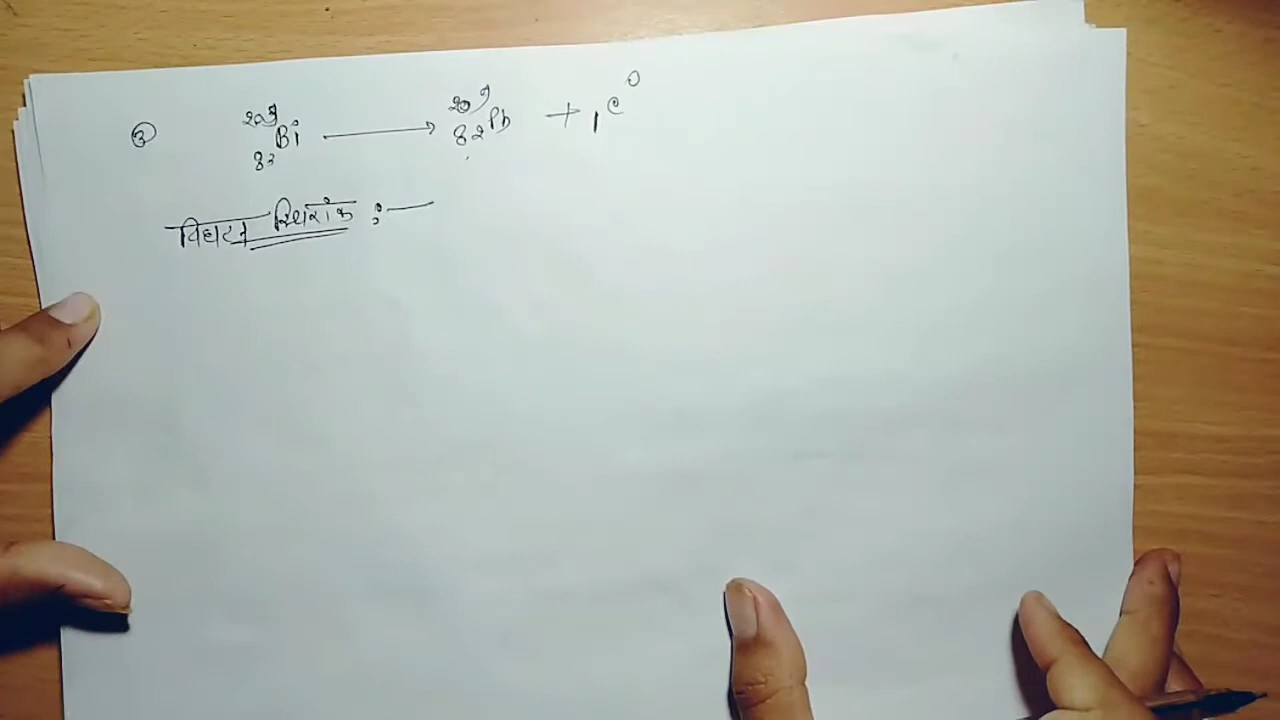 ③ ²⁰⁹₈₃Bi ⟶ ²⁰⁹₈₂Pb + ₁e⁰
विघटन स्थिरांक :—